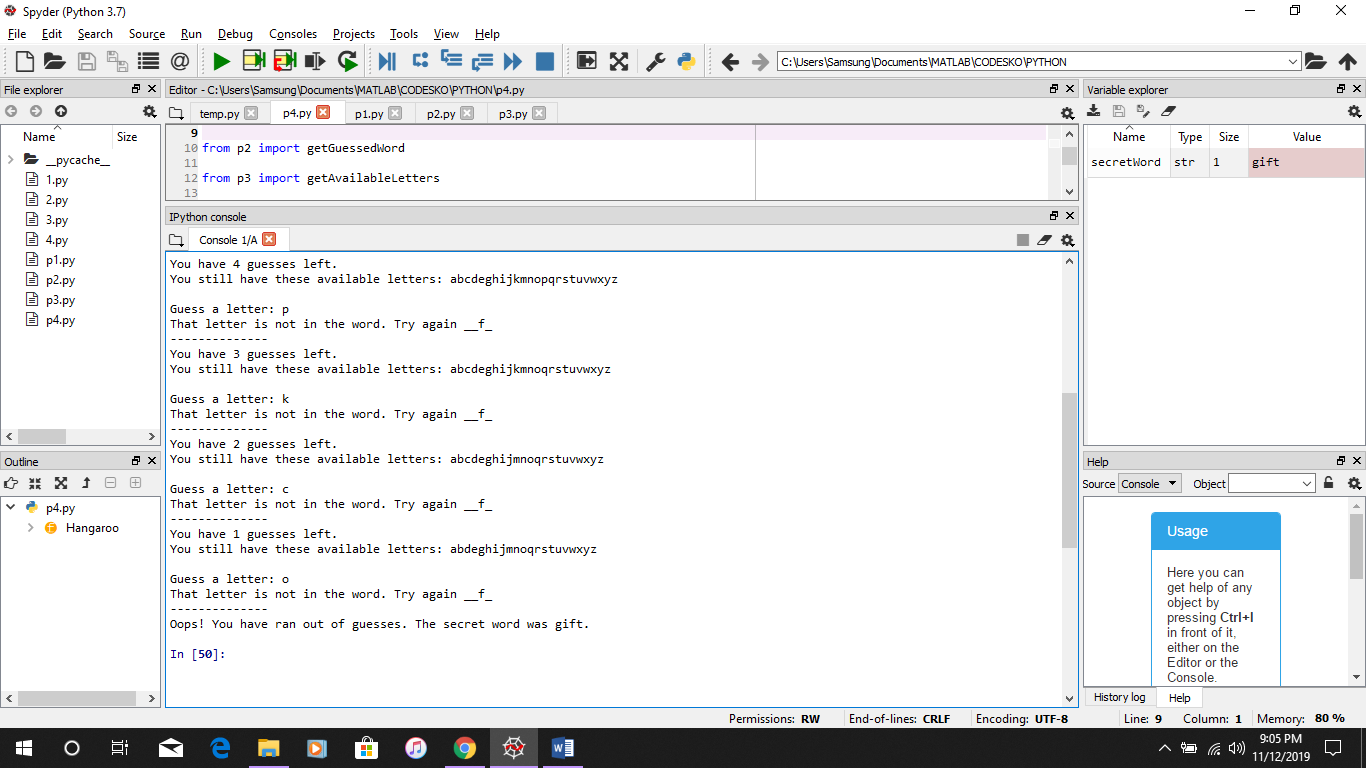 Spyder (Python 3.7)
File Edit Search Source Run Debug Consoles Projects Tools View Help
C:\Users\Samsung\Documents\MATLAB\CODESKO\PYTHON
File explorer
Name Size
__pycache__
1.py
2.py
3.py
4.py
p1.py
p2.py
p3.py
p4.py
Outline
p4.py
Hangaroo
Editor - C:\Users\Samsung\Documents\MATLAB\CODESKO\PYTHON\p4.py
temp.py p4.py p1.py p2.py p3.py
9
10 from p2 import getGuessedWord
11
12 from p3 import getAvailableLetters
13
IPython console
Console 1/A
You have 4 guesses left.
You still have these available letters: abcdeghijkmnopqrstuvwxyz
Guess a letter: p
That letter is not in the word. Try again __f_
--------------
You have 3 guesses left.
You still have these available letters: abcdeghijkmnoqrstuvwxyz
Guess a letter: k
That letter is not in the word. Try again __f_
--------------
You have 2 guesses left.
You still have these available letters: abcdeghijmnoqrstuvwxyz
Guess a letter: c
That letter is not in the word. Try again __f_
--------------
You have 1 guesses left.
You still have these available letters: abdeghijmnoqrstuvwxyz
Guess a letter: o
That letter is not in the word. Try again __f_
--------------
Oops! You have ran out of guesses. The secret word was gift.
In [50]:
Variable explorer
Name Type Size Value
secretWord str 1 gift
Help
Source Console Object
Usage
Here you can
get help of any
object by
pressing Ctrl+I
in front of it,
either on the
Editor or the
Console.
History log Help
Permissions: RW End-of-lines: CRLF Encoding: UTF-8 Line: 9 Column: 1 Memory: 80 %
9:05 PM
11/12/2019